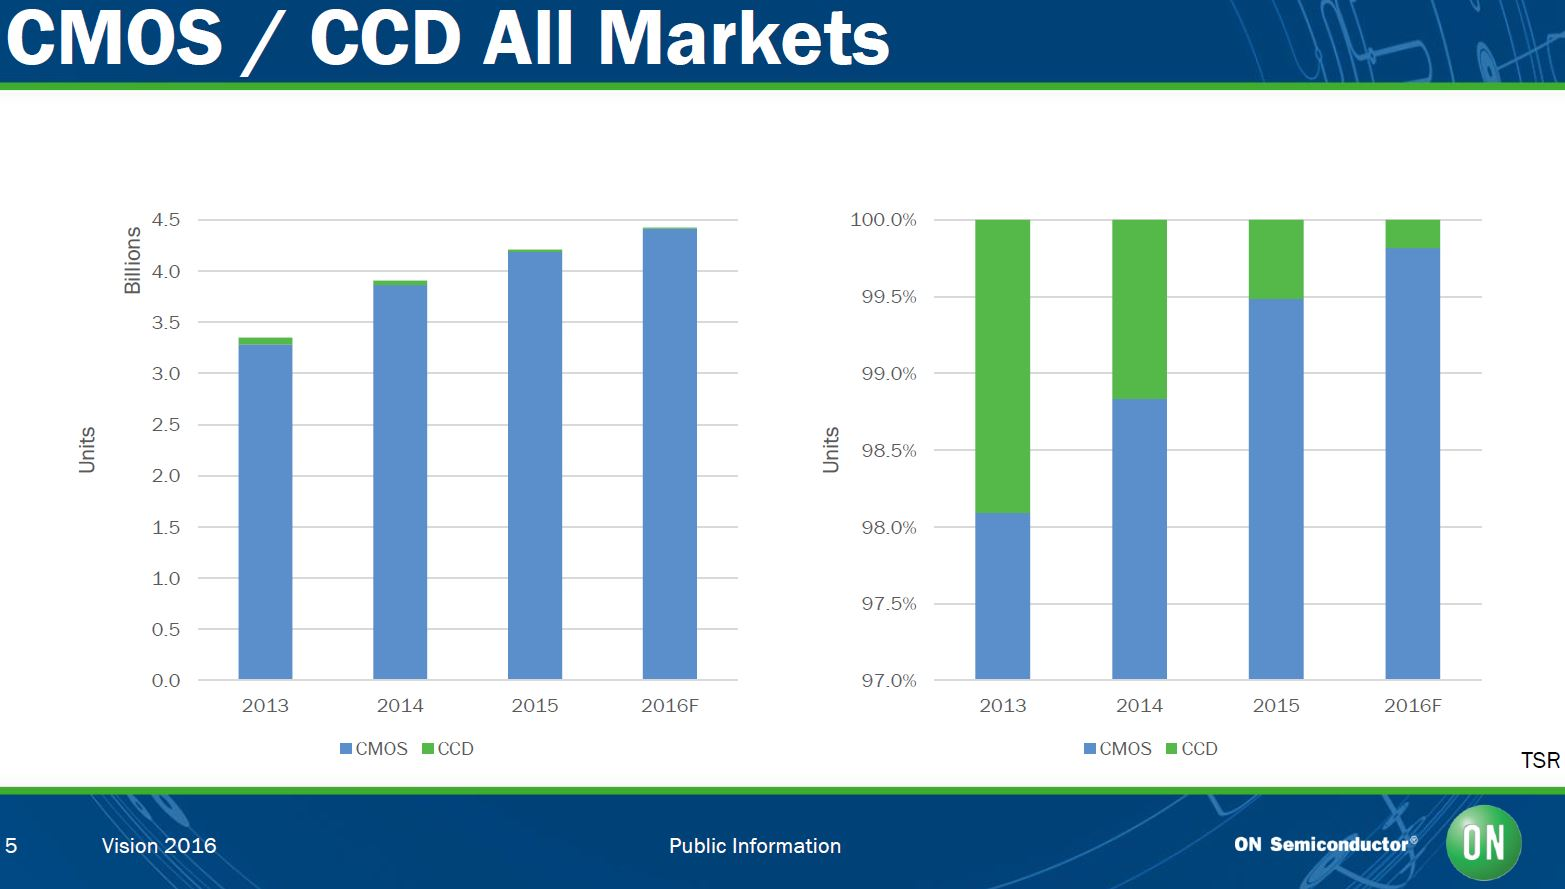 CMOS / CCD All Markets
Billions
Units
4.5
4.0
3.5
3.0
2.5
2.0
1.5
1.0
0.5
0.0
2013 2014 2015 2016F
CMOS CCD
Units
100.0%
99.5%
99.0%
98.5%
98.0%
97.5%
97.0%
2013 2014 2015 2016F
CMOS CCD
TSR
5 Vision 2016 Public Information ON Semiconductor® ON